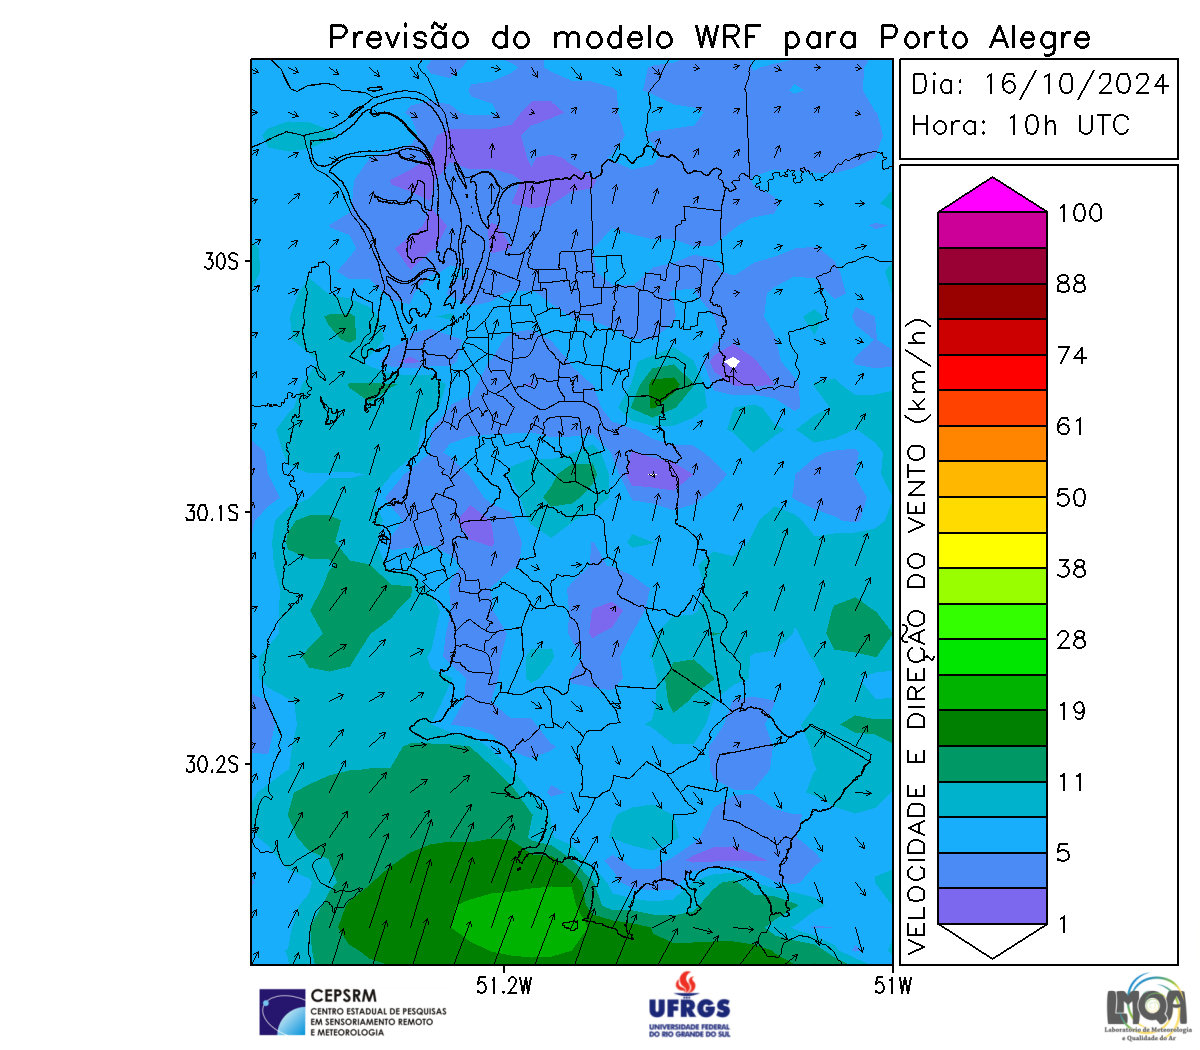 Previsão do modelo WRF para Porto Alegre
Dia: 16/10/2024
Hora: 10h UTC
30S
30.1S
30.2S
51.2W
51W
VELOCIDADE E DIREÇÃO DO VENTO (km/h)
100
88
74
61
50
38
28
19
11
5
1
CEPSRM
CENTRO ESTADUAL DE PESQUISAS
EM SENSORIAMENTO REMOTO
E METEOROLOGIA
UFRGS
UNIVERSIDADE FEDERAL
DO RIO GRANDE DO SUL
LMQA
Laboratório de Meteorologia
e Qualidade do Ar